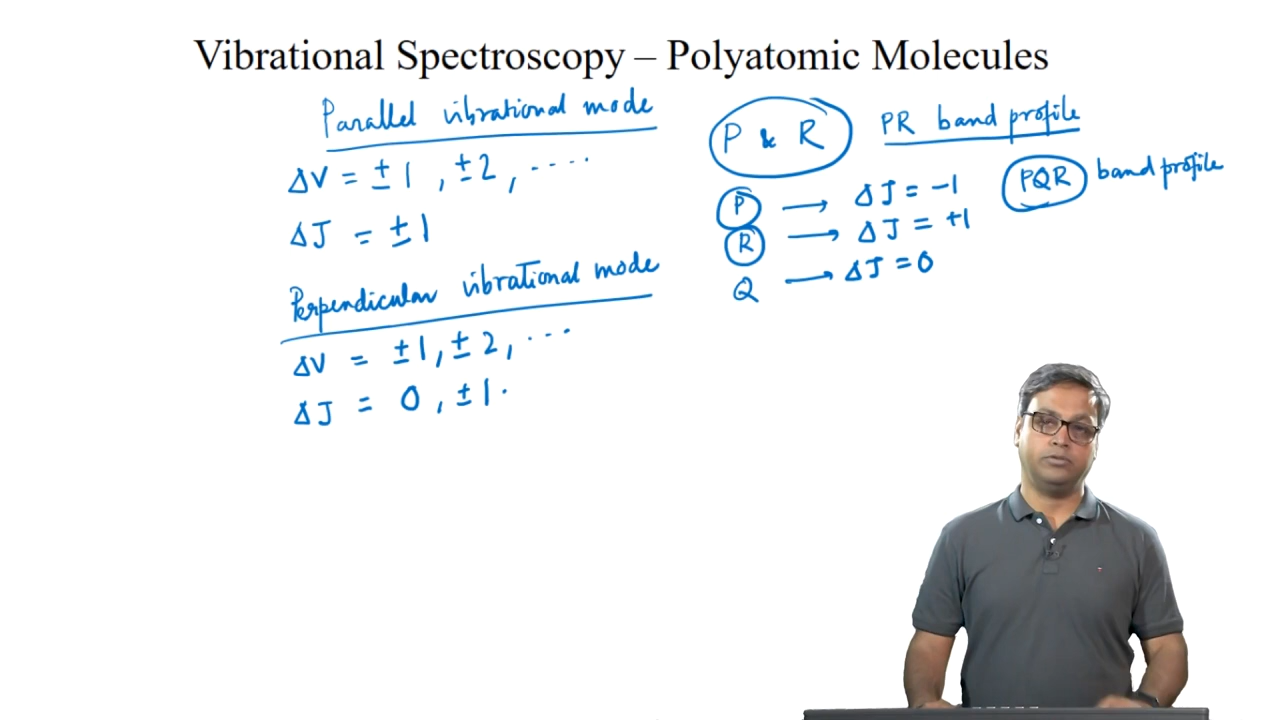 Vibrational Spectroscopy – Polyatomic Molecules
Parallel vibrational mode
ΔV = ±1 , ±2 , ....
ΔJ = ±1
Perpendicular vibrational mode
ΔV = ±1, ±2, ...
ΔJ = 0, ±1.
P & R
PR band profile
P → ΔJ = -1
R → ΔJ = +1
Q → ΔJ = 0
PQR band profile